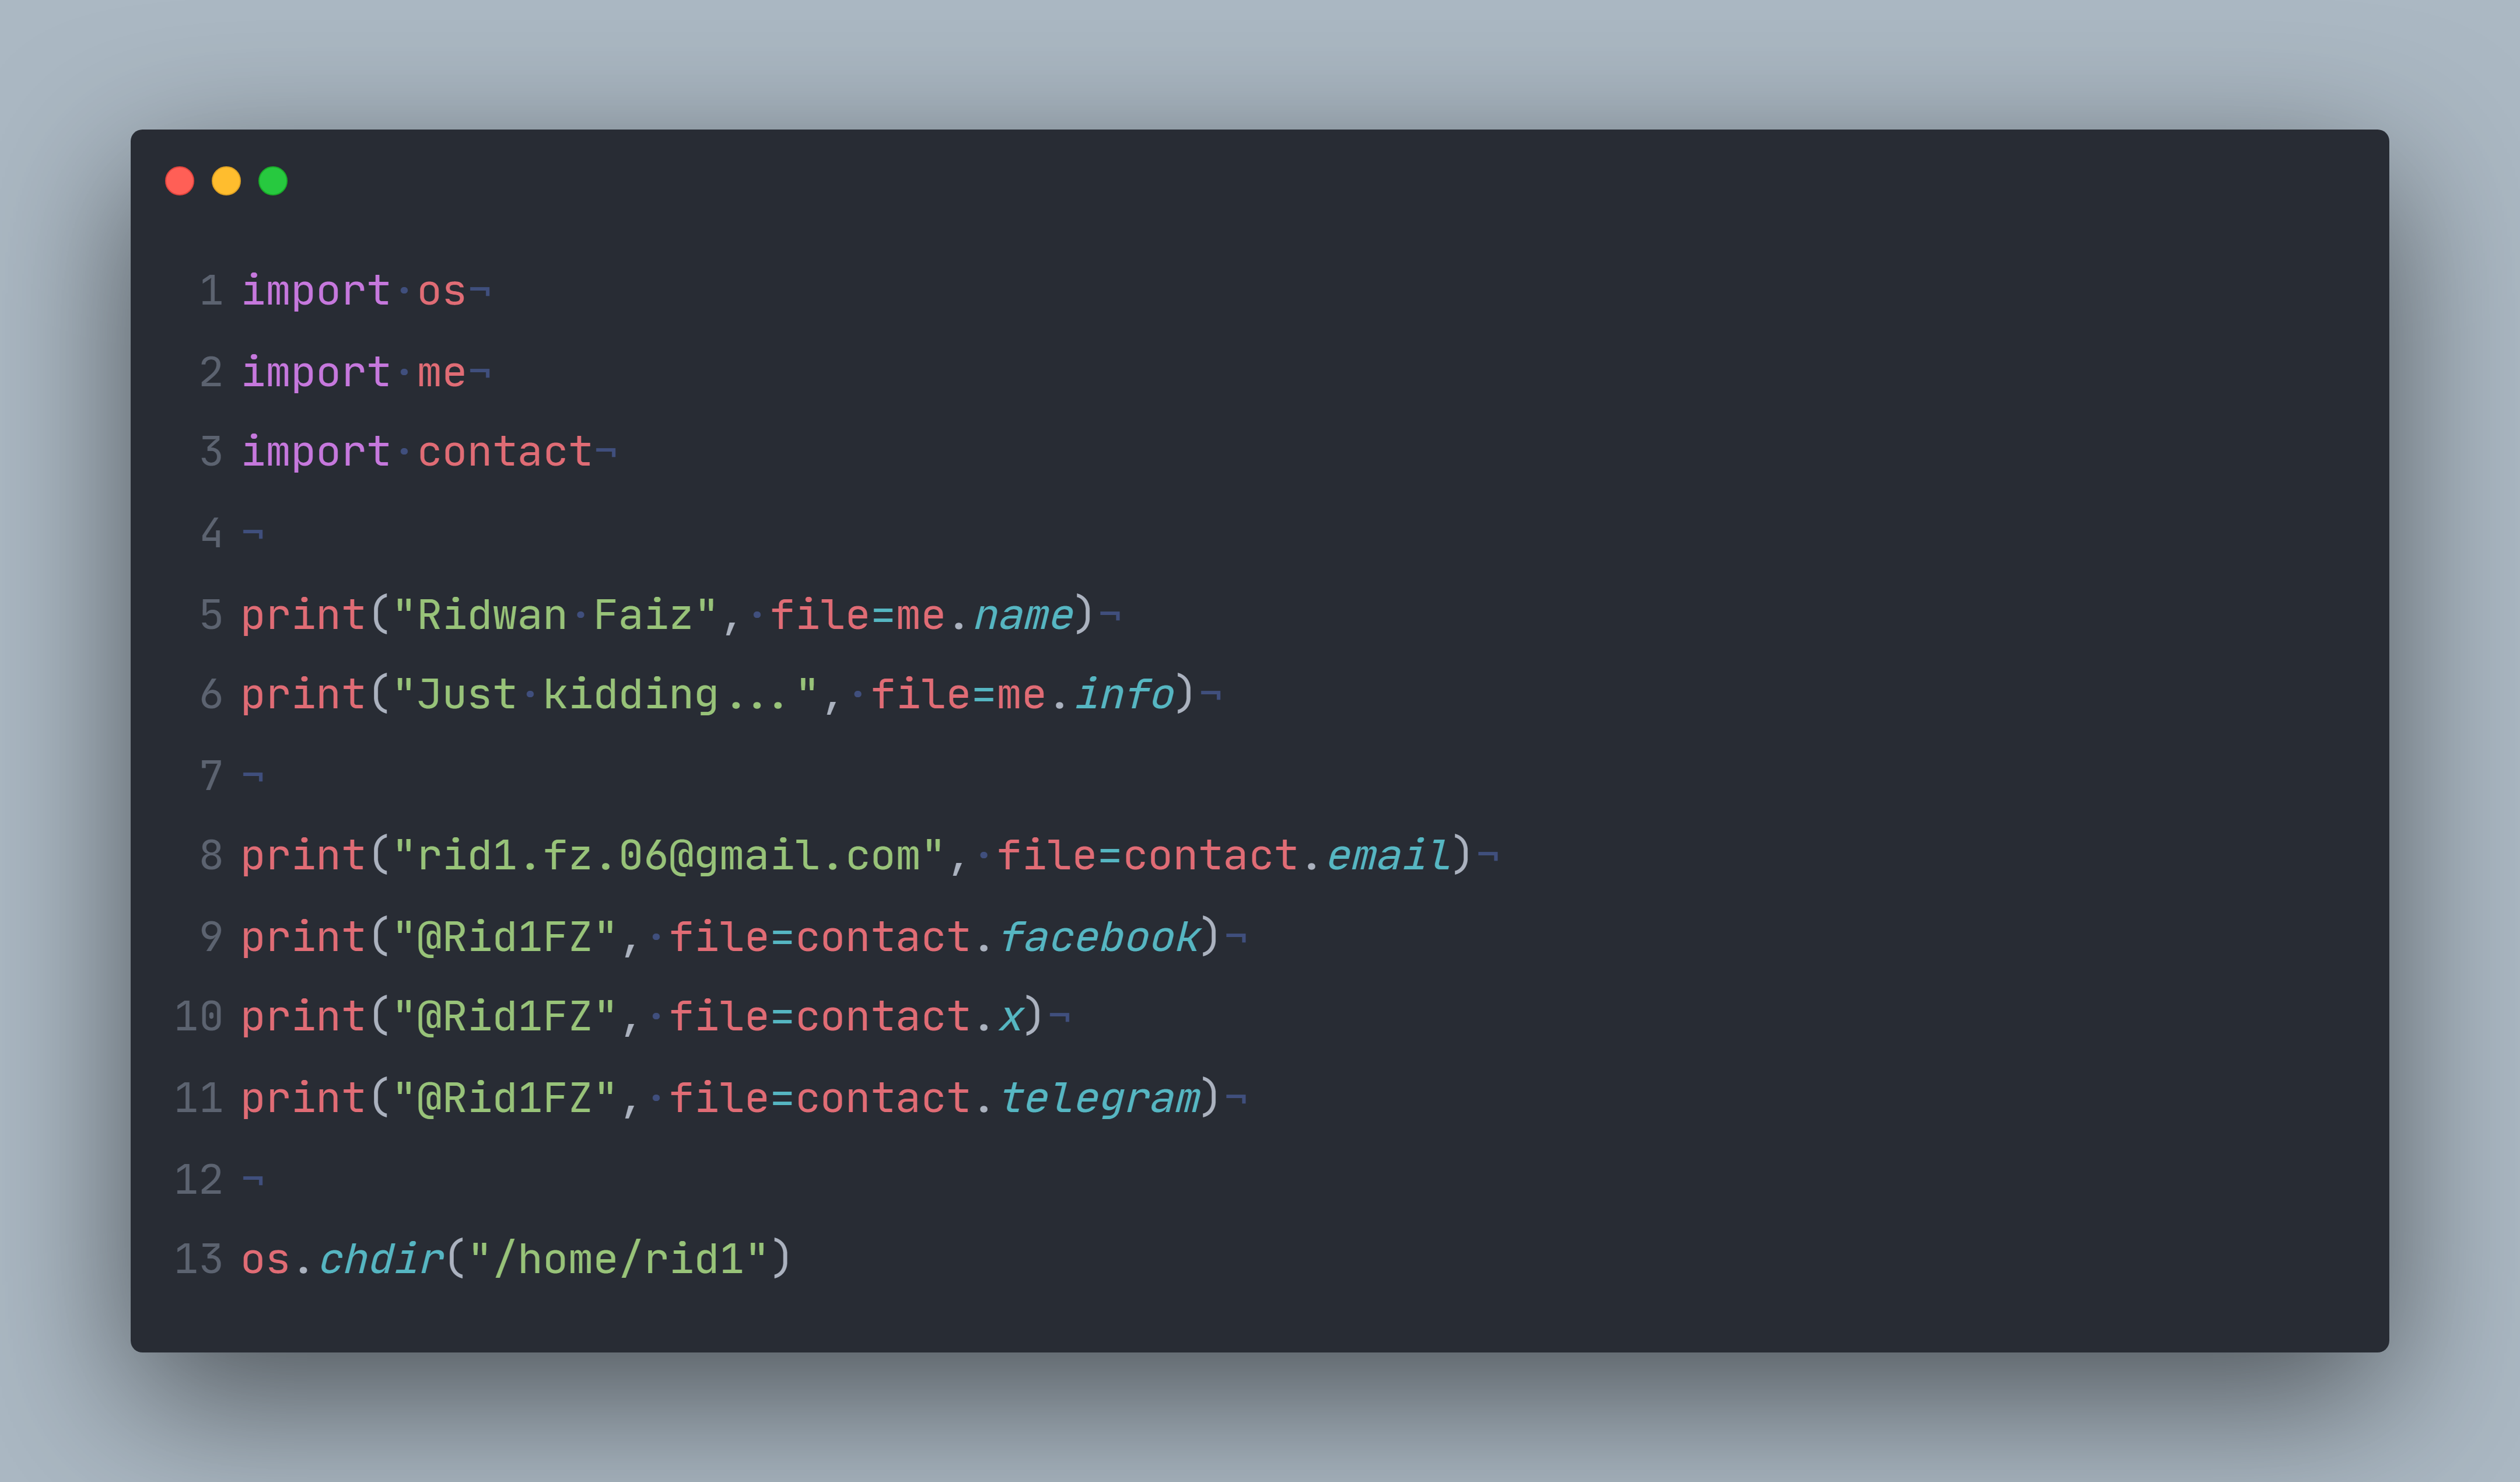 1 import·os¬
2 import·me¬
3 import·contact¬
4 ¬
5 print("Ridwan·Faiz",·file=me.name)¬
6 print("Just·kidding...",·file=me.info)¬
7 ¬
8 print("rid1.fz.06@gmail.com",·file=contact.email)¬
9 print("@Rid1FZ",·file=contact.facebook)¬
10 print("@Rid1FZ",·file=contact.x)¬
11 print("@Rid1FZ",·file=contact.telegram)¬
12 ¬
13 os.chdir("/home/rid1")